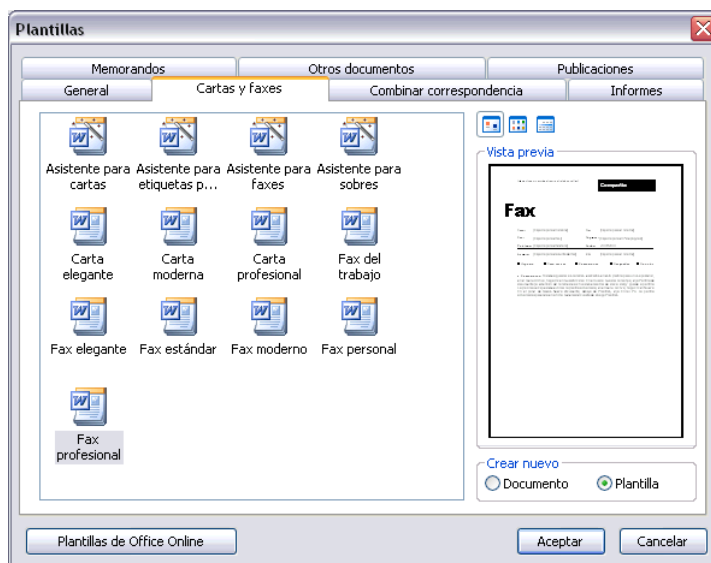 Plantillas
Memorandos
Otros documentos
Publicaciones
General
Cartas y faxes
Combinar correspondencia
Informes
Asistente para cartas
Asistente para etiquetas p...
Asistente para faxes
Asistente para sobres
Carta elegante
Carta moderna
Carta profesional
Fax del trabajo
Fax elegante
Fax estándar
Fax moderno
Fax personal
Fax profesional
Vista previa
Compañía
Fax
Crear nuevo
Documento
Plantilla
Plantillas de Office Online
Aceptar
Cancelar